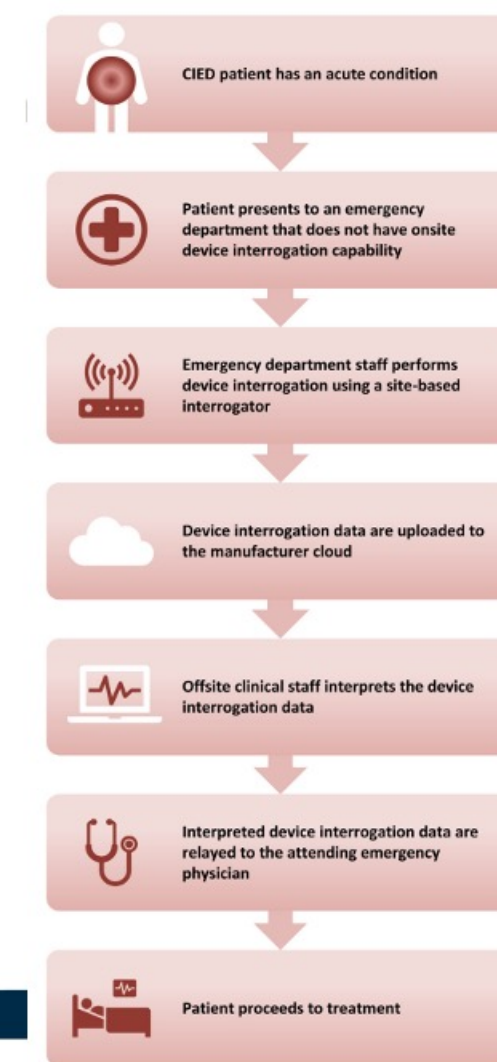 CIED patient has an acute condition
Patient presents to an emergency
department that does not have onsite
device interrogation capability
Emergency department staff performs
device interrogation using a site-based
interrogator
Device interrogation data are uploaded to
the manufacturer cloud
Offsite clinical staff interprets the device
interrogation data
Interpreted device interrogation data are
relayed to the attending emergency
physician
Patient proceeds to treatment